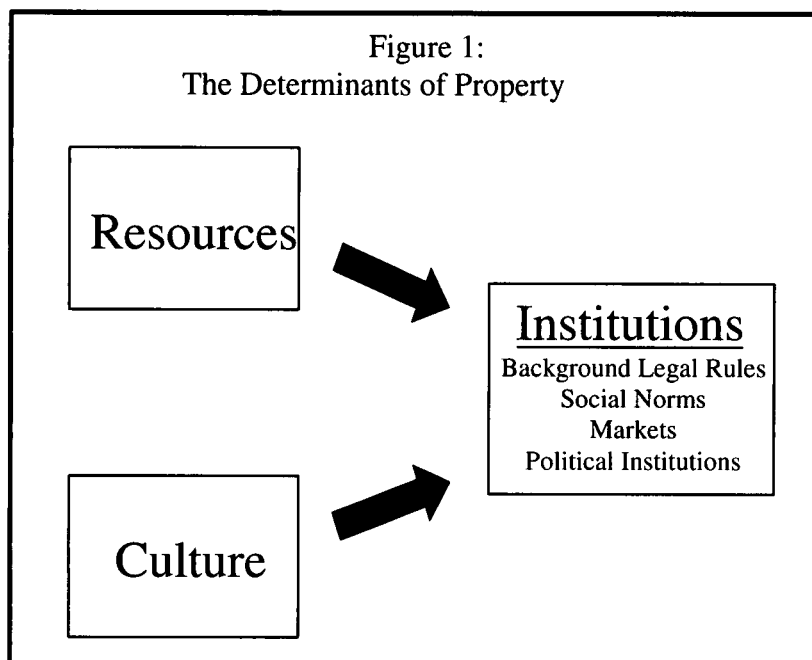 Figure 1:
The Determinants of Property
Resources
Institutions
Background Legal Rules
Social Norms
Markets
Political Institutions
Culture